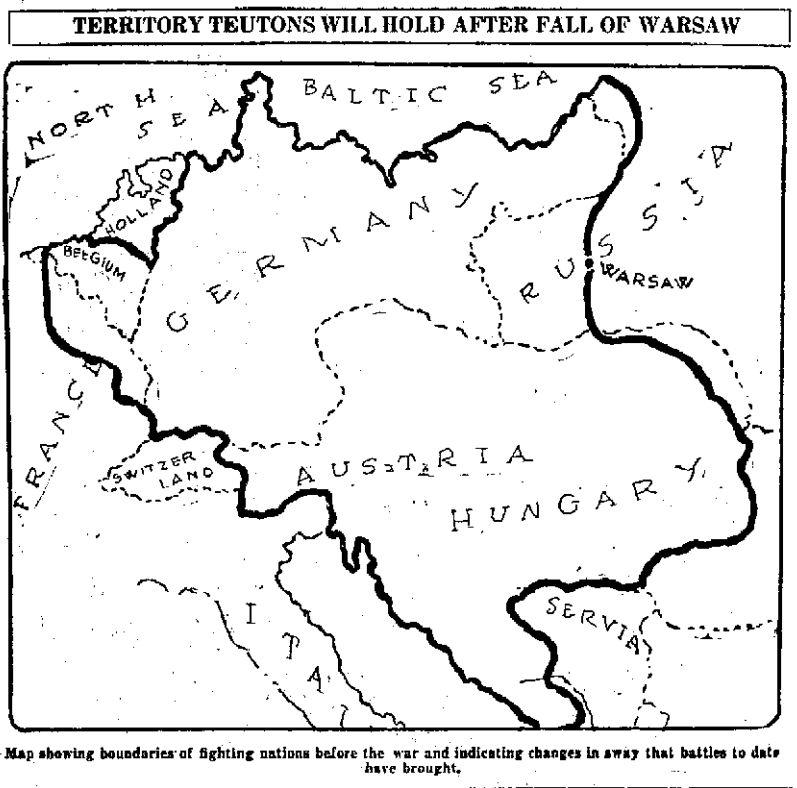 TERRITORY TEUTONS WILL HOLD AFTER FALL OF WARSAW
BALTIC SEA
NORTH
SEA
HOLLAND
BELGIUM
GERMANY
RUSSIA
WARSAW
FRANCE
SWITZER
LAND
AUSTRIA
HUNGARY
SERVIA
ITA
Map showing boundaries of fighting nations before the war and indicating changes in sway that battles to date
have brought.